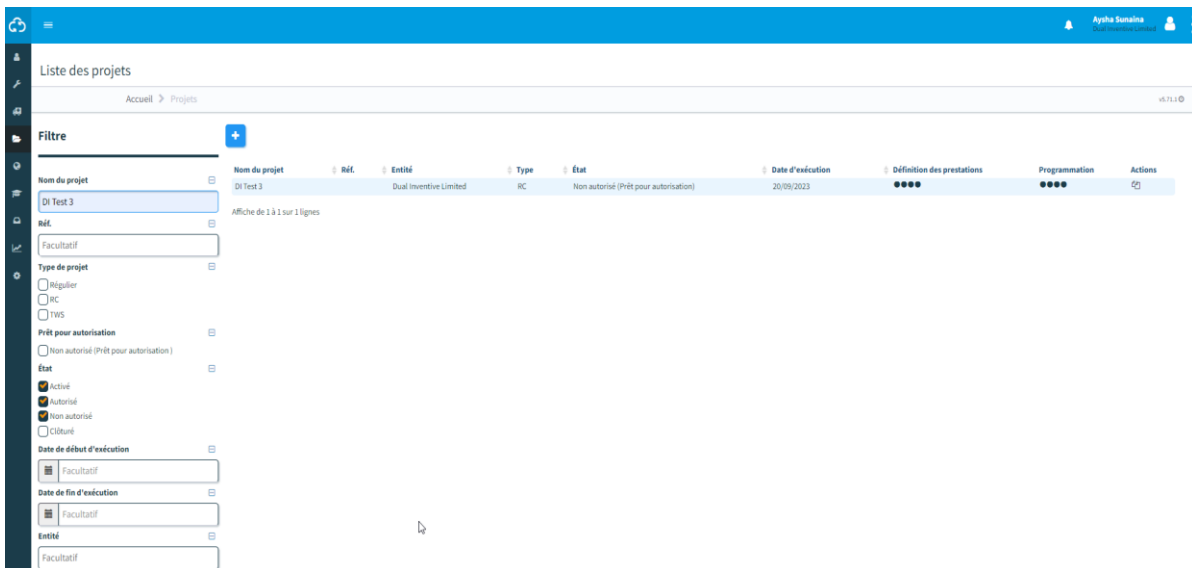 Aysha Sunaina
Dual Inventive Limited
Liste des projets
Accueil Projets
v5.71.1
Filtre
+
Nom du projet
DI Test 3
Réf.
Facultatif
Type de projet
Régulier
RC
TWS
Prêt pour autorisation
Non autorisé (Prêt pour autorisation )
État
Activé
Autorisé
Non autorisé
Clôturé
Date de début d'exécution
Facultatif
Date de fin d'exécution
Facultatif
Entité
Facultatif
Nom du projet Réf. Entité Type État Date d'exécution Définition des prestations Programmation Actions
DI Test 3 Dual Inventive Limited RC Non autorisé (Prêt pour autorisation) 20/09/2023
Affiche de 1 à 1 sur 1 lignes